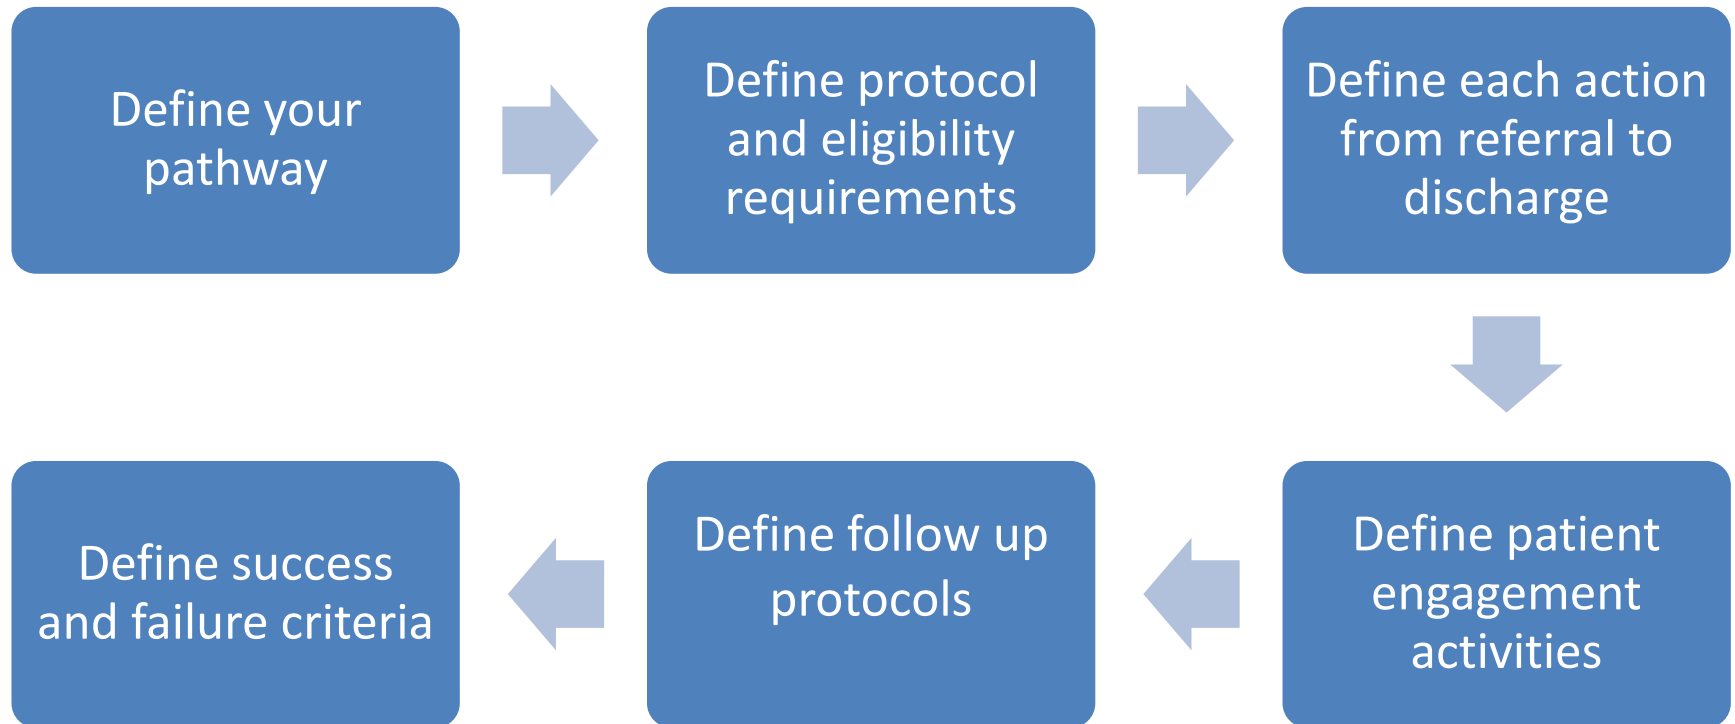 Define your
pathway
Define protocol
and eligibility
requirements
Define each action
from referral to
discharge
Define patient
engagement
activities
Define follow up
protocols
Define success
and failure criteria